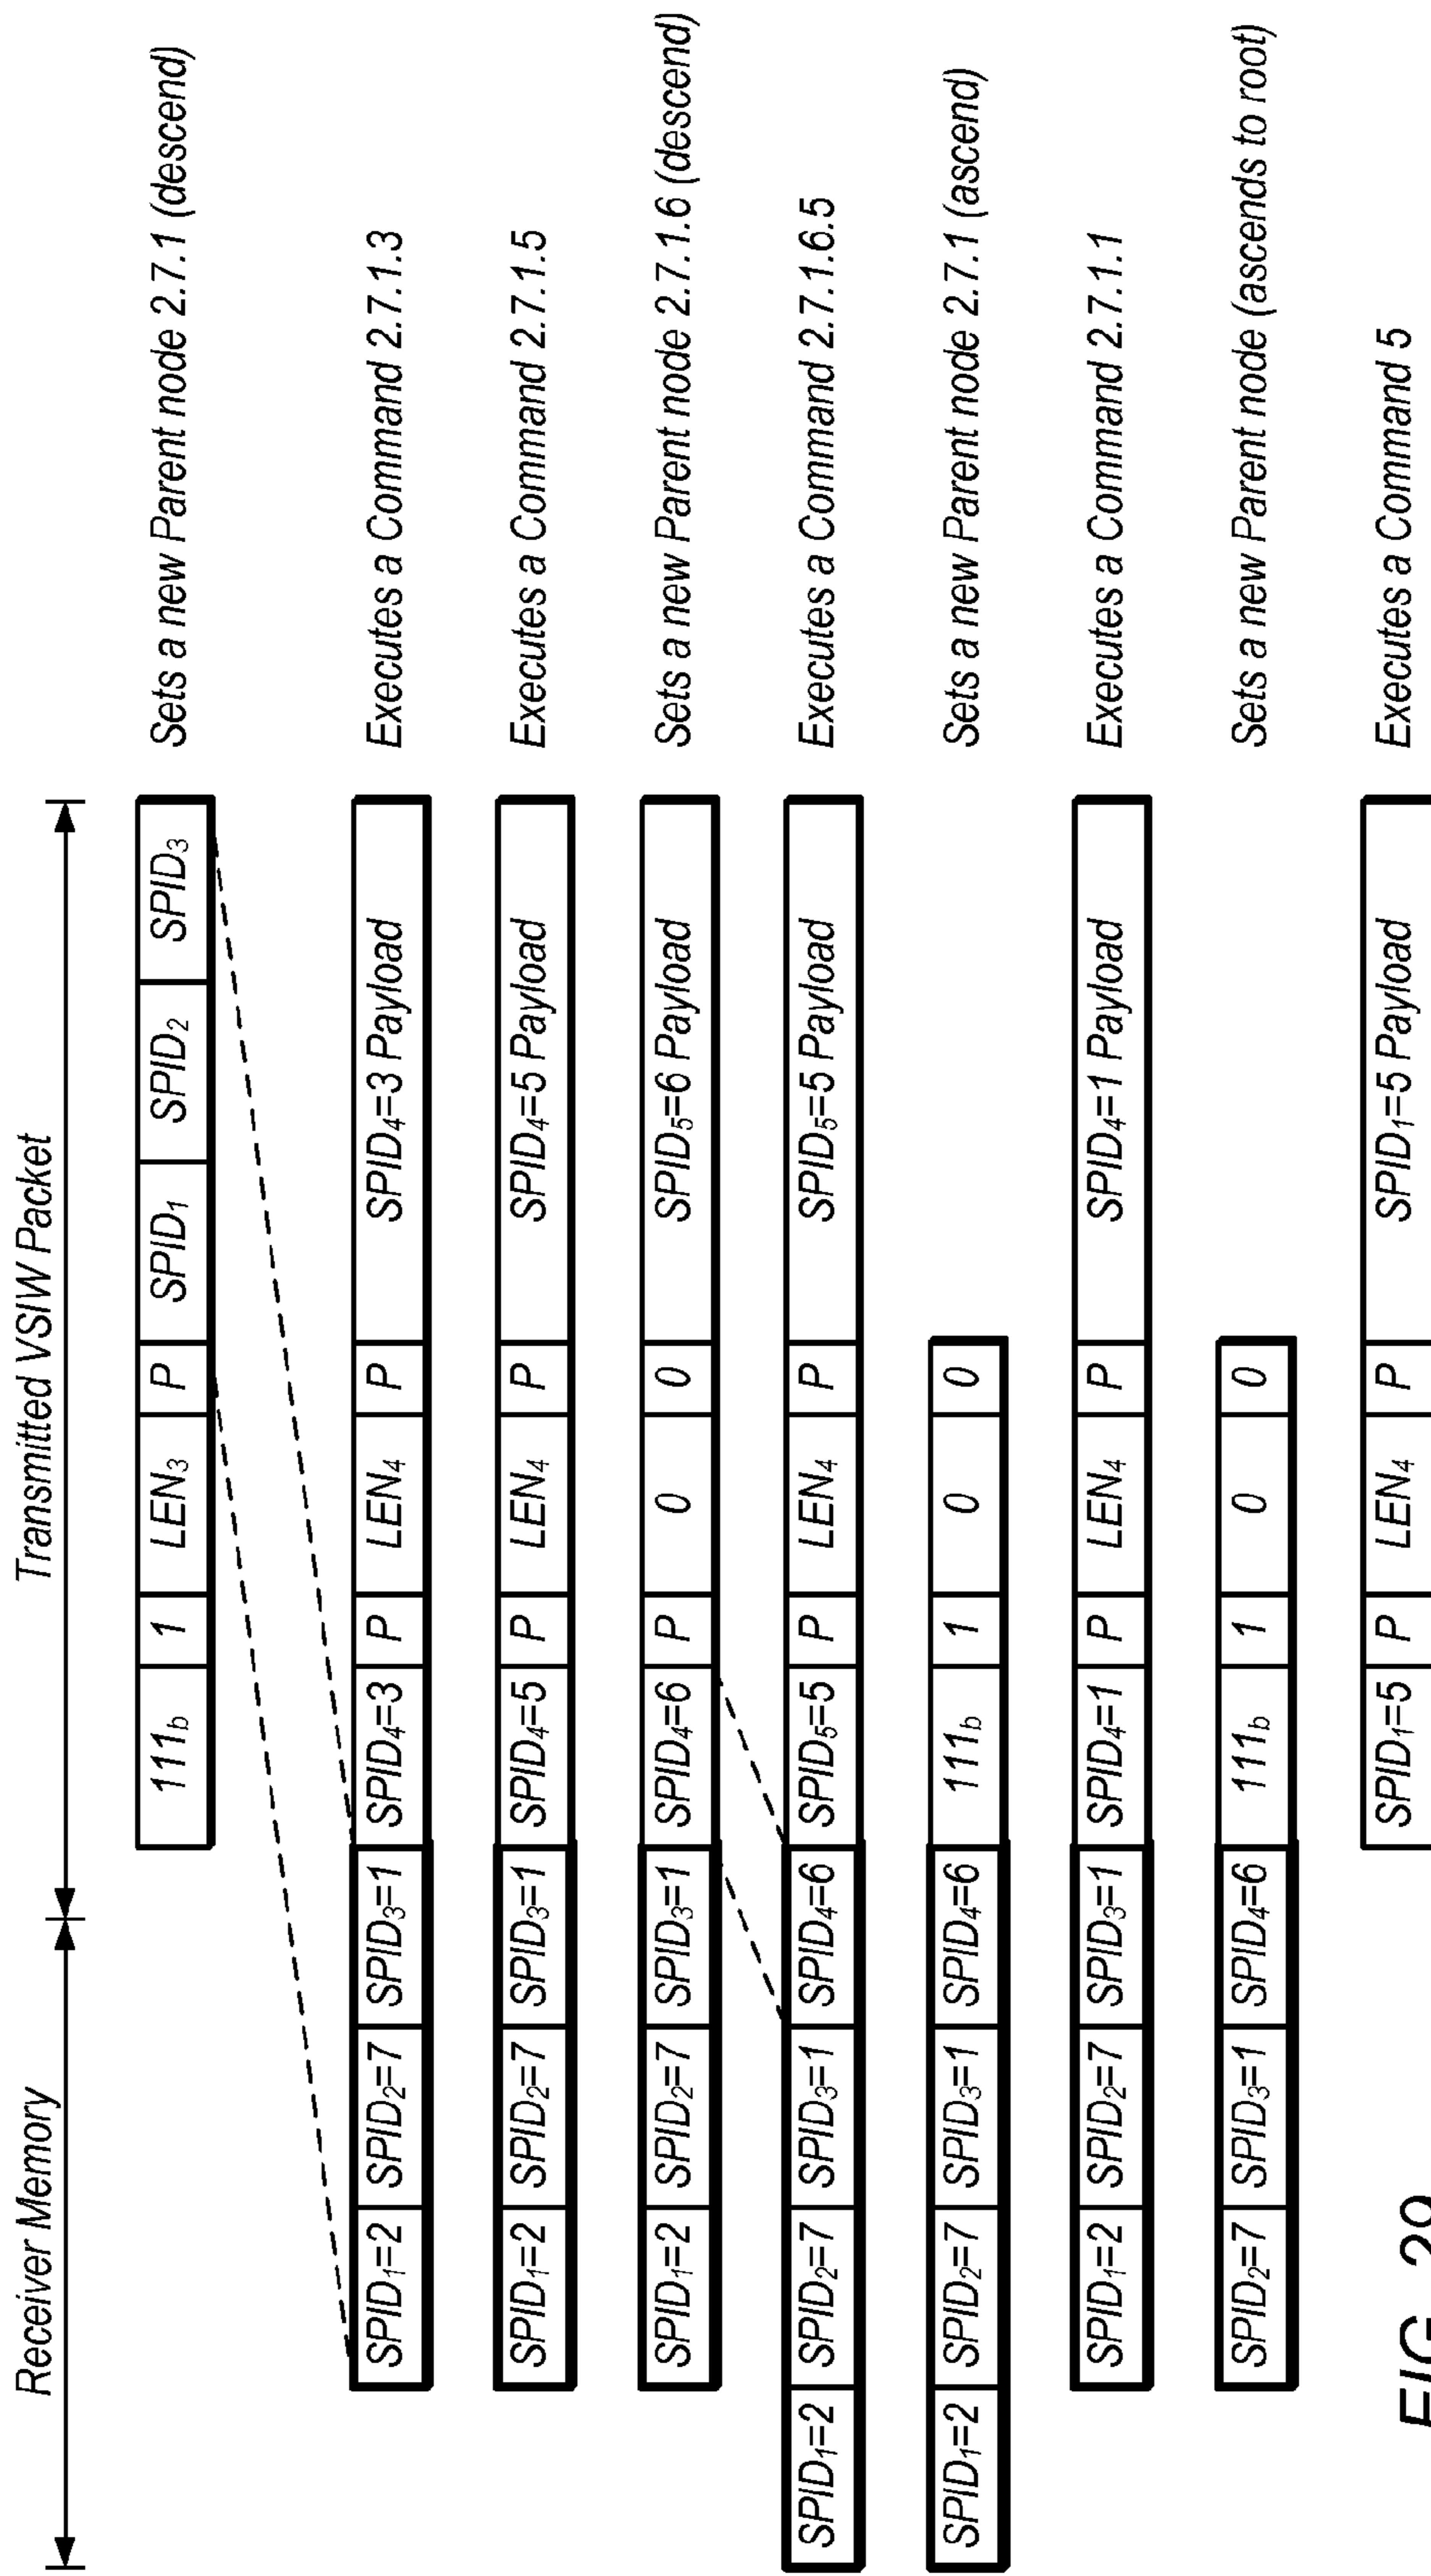 Receiver Memory Transmitted VSIW Packet
111b 1 LEN3 P SPID1 SPID2 SPID3 Sets a new Parent node 2.7.1 (descend)
SPID1=2 SPID2=7 SPID3=1 SPID4=3 P LEN4 P SPID4=3 Payload Executes a Command 2.7.1.3
SPID1=2 SPID2=7 SPID3=1 SPID4=5 P LEN4 P SPID4=5 Payload Executes a Command 2.7.1.5
SPID1=2 SPID2=7 SPID3=1 SPID4=6 P 0 0 SPID5=6 Payload Sets a new Parent node 2.7.1.6 (descend)
SPID1=2 SPID2=7 SPID3=1 SPID4=6 SPID5=5 P LEN4 P SPID5=5 Payload Executes a Command 2.7.1.6.5
SPID1=2 SPID2=7 SPID3=1 SPID4=6 111b 1 0 0 Sets a new Parent node 2.7.1 (ascend)
SPID1=2 SPID2=7 SPID3=1 SPID4=1 P LEN4 P SPID4=1 Payload Executes a Command 2.7.1.1
SPID2=7 SPID3=1 SPID4=6 111b 1 0 0 Sets a new Parent node (ascends to root)
SPID1=5 P LEN4 P SPID1=5 Payload Executes a Command 5
FIG. 29